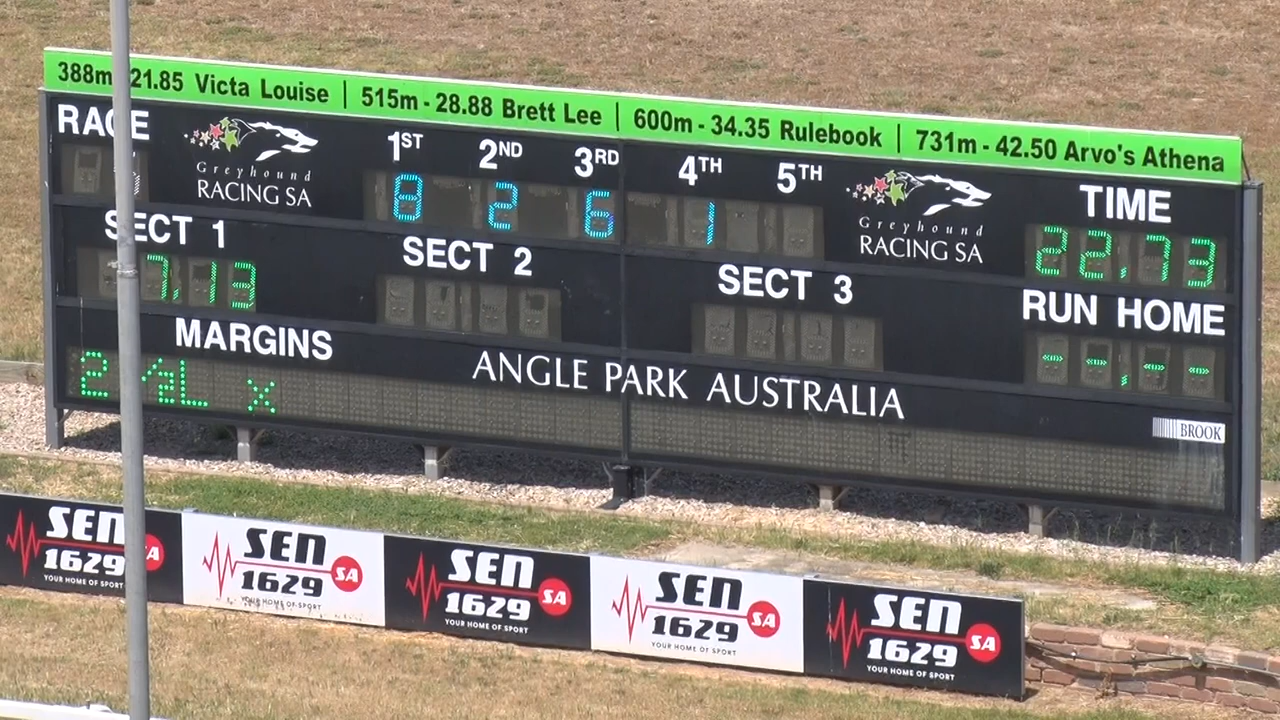 388m - 21.85 Victa Louise | 515m - 28.88 Brett Lee | 600m - 34.35 Rulebook | 731m - 42.50 Arvo's Athena
RACE
Greyhound
RACING SA
1ST 2ND 3RD 4TH 5TH
8 2 6 1
Greyhound
RACING SA
TIME
22.73
SECT 1
7.13
SECT 2
SECT 3
RUN HOME
--.--
MARGINS
ANGLE PARK AUSTRALIA
2 ½L x
BROOK
SEN
1629
SA
YOUR HOME OF SPORT
SEN
1629
SA
YOUR HOME OF SPORT
SEN
1629
SA
YOUR HOME OF SPORT
SEN
1629
SA
YOUR HOME OF SPORT
SEN
1629
SA
YOUR HOME OF SPORT